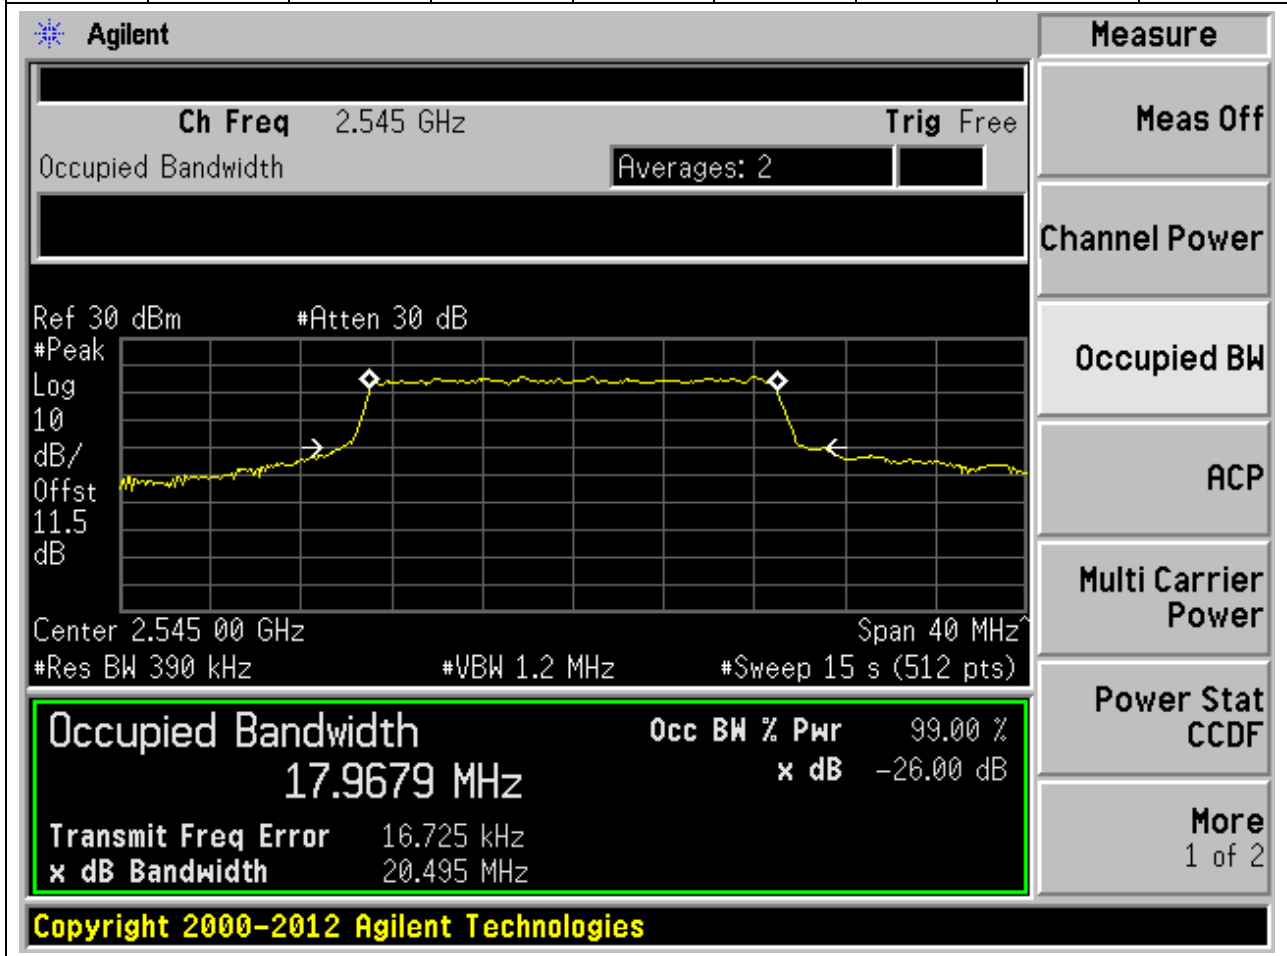 Agilent
Measure
Ch Freq 2.545 GHz Trig Free
Occupied Bandwidth Averages: 2
Meas Off
Channel Power
Occupied BW
ACP
Multi Carrier
Power
Power Stat
CCDF
More
1 of 2
Ref 30 dBm #Atten 30 dB
#Peak
Log
10
dB/
Offst
11.5
dB
Center 2.545 00 GHz Span 40 MHz^
#Res BW 390 kHz #VBW 1.2 MHz #Sweep 15 s (512 pts)
Occupied Bandwidth Occ BW % Pwr 99.00 %
17.9679 MHz x dB -26.00 dB
Transmit Freq Error 16.725 kHz
x dB Bandwidth 20.495 MHz
Copyright 2000-2012 Agilent Technologies